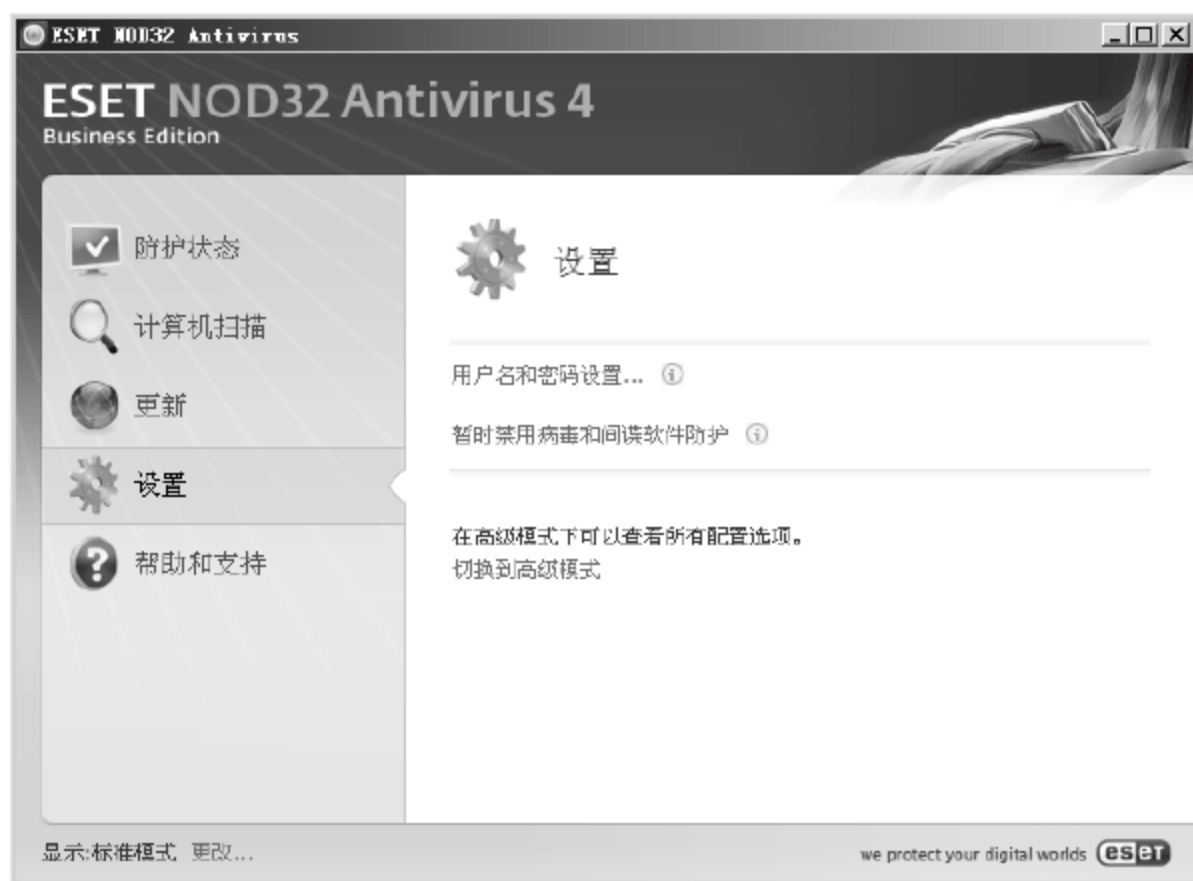 ESET NOD32 Antivirus
ESET NOD32 Antivirus 4
Business Edition
防护状态
计算机扫描
更新
设置
帮助和支持
设置
用户名和密码设置...
暂时禁用病毒和间谍软件防护
在高级模式下可以查看所有配置选项。
切换到高级模式
显示:标准模式 更改...
we protect your digital worlds eseT